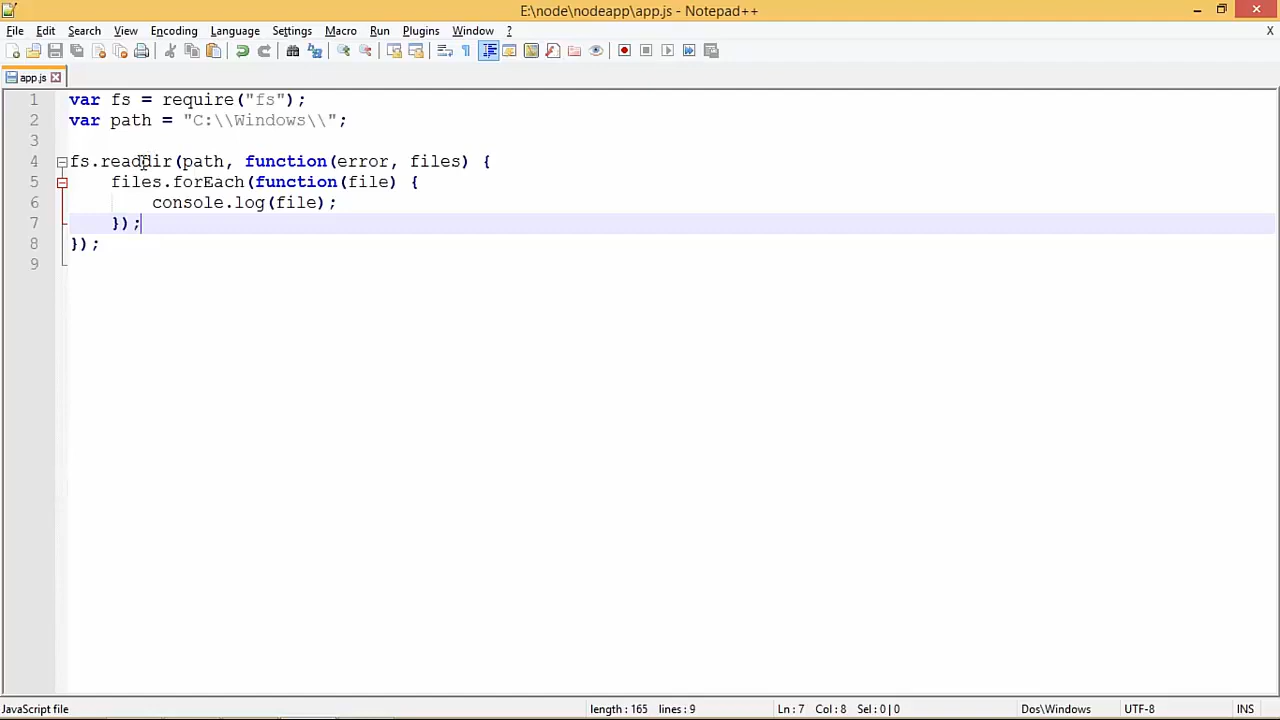 E:\node\nodeapp\app.js - Notepad++
File Edit Search View Encoding Language Settings Macro Run Plugins Window ? X
app.js
1 var fs = require("fs");
2 var path = "C:\\Windows\\";
3
4 fs.readdir(path, function(error, files) {
5 files.forEach(function(file) {
6 console.log(file);
7 });
8 });
9
JavaScript file length : 165 lines : 9 Ln : 7 Col : 8 Sel : 0 | 0 Dos\Windows UTF-8 INS